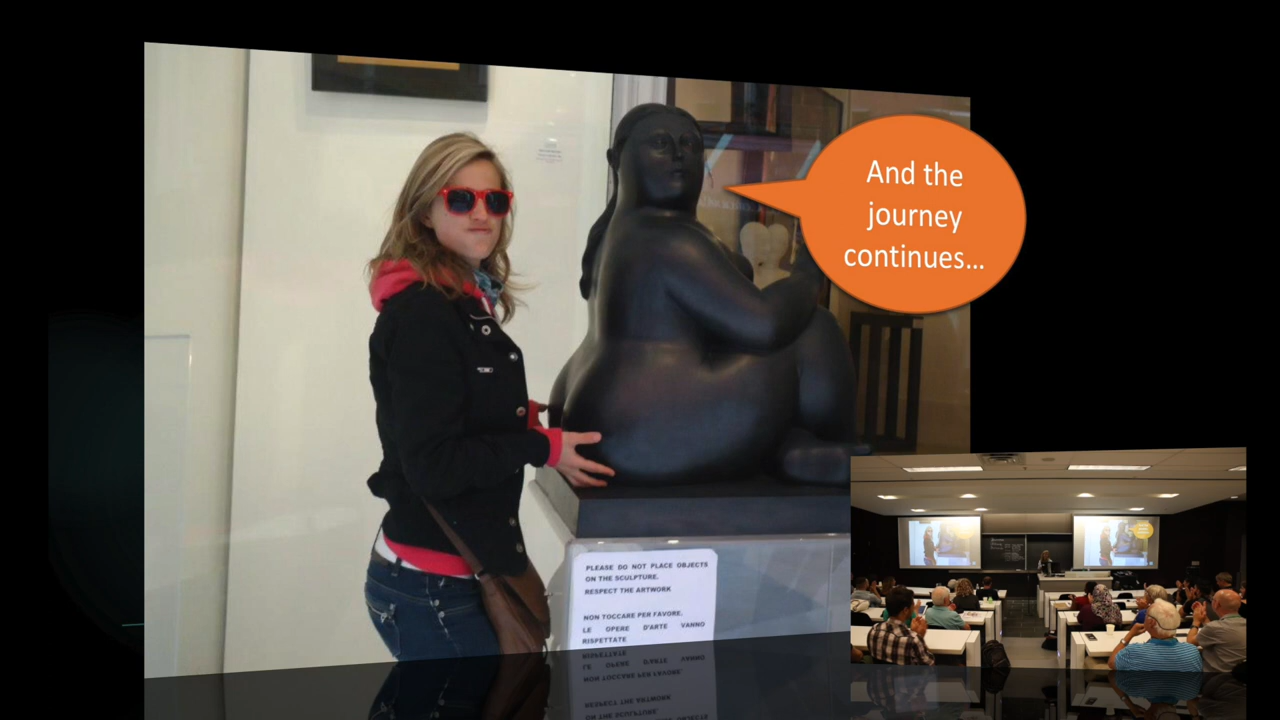 And the
journey
continues...
PLEASE DO NOT PLACE OBJECTS
ON THE SCULPTURE.
RESPECT THE ARTWORK
NON TOCCARE PER FAVORE.
LE OPERE D'ARTE VANNO
RISPETTATE